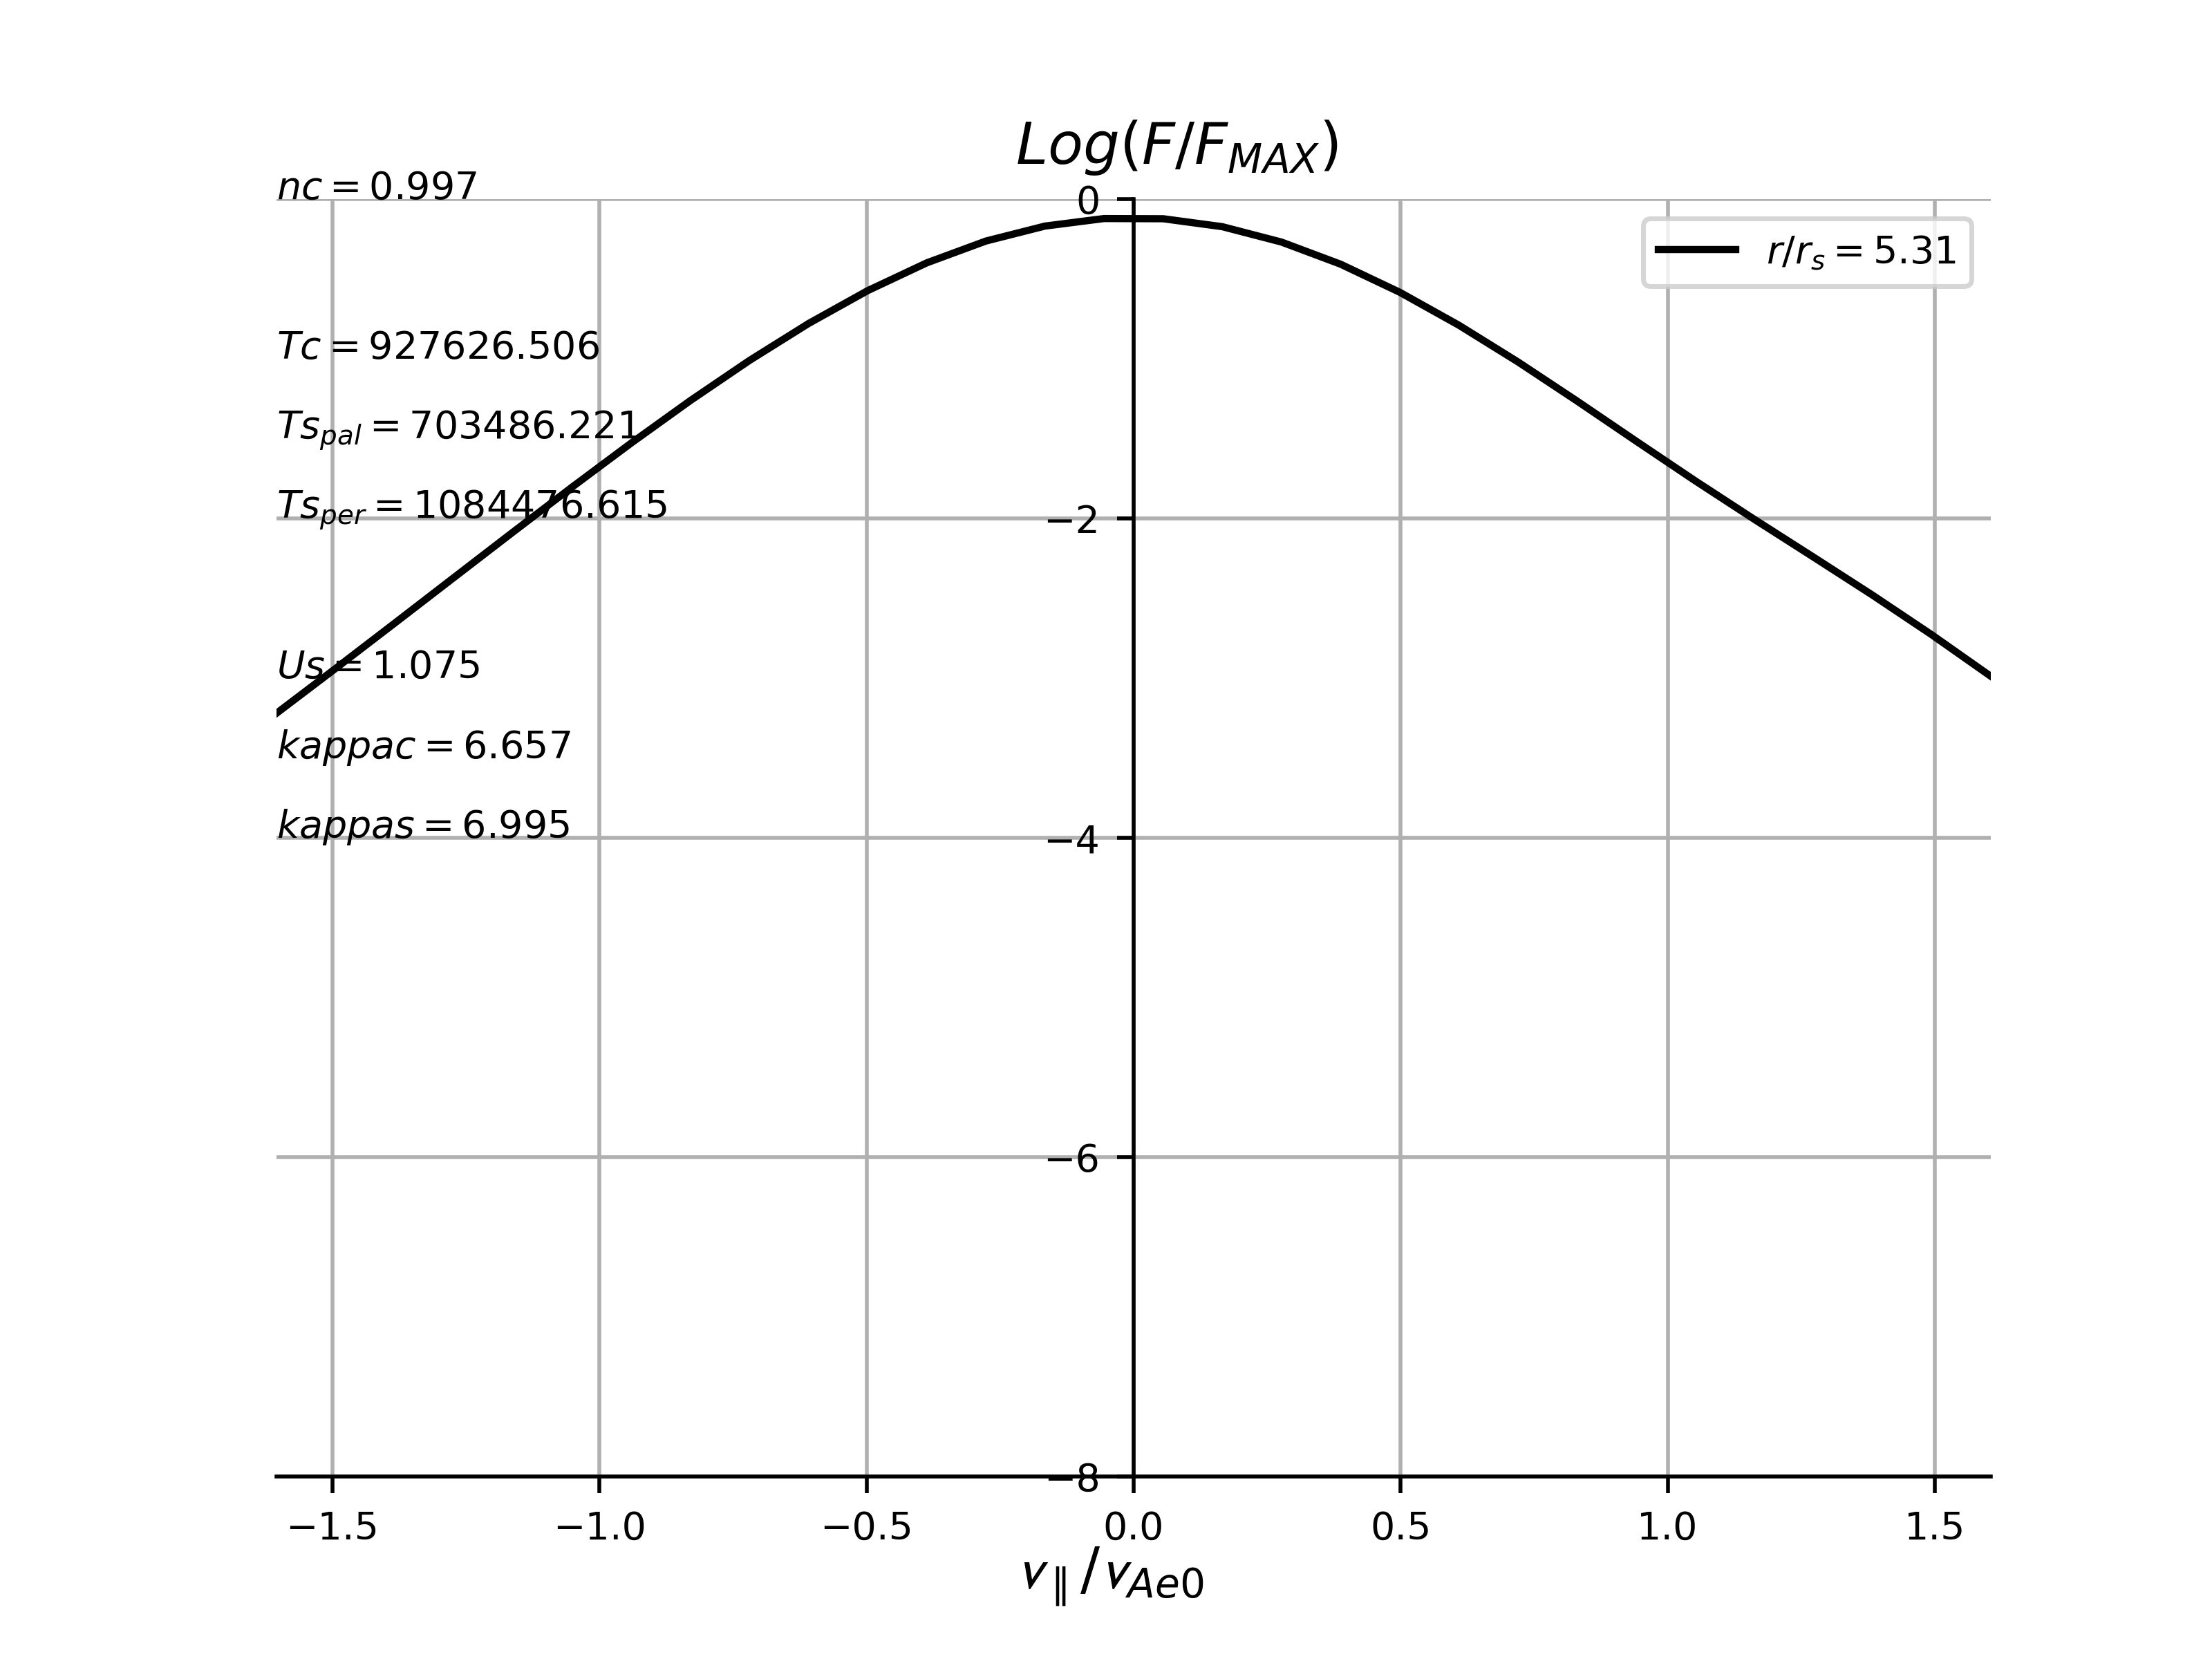 Log(F/F_MAX)
nc = 0.997
0
r/r_s = 5.31
Tc = 927626.506
Ts_pal = 703486.221
Ts_per = 1084476.615
−2
Us = 1.075
kappac = 6.657
kappas = 6.995
−4
−6
−8
−1.5 −1.0 −0.5 0.0 0.5 1.0 1.5
v_∥/v_Ae0